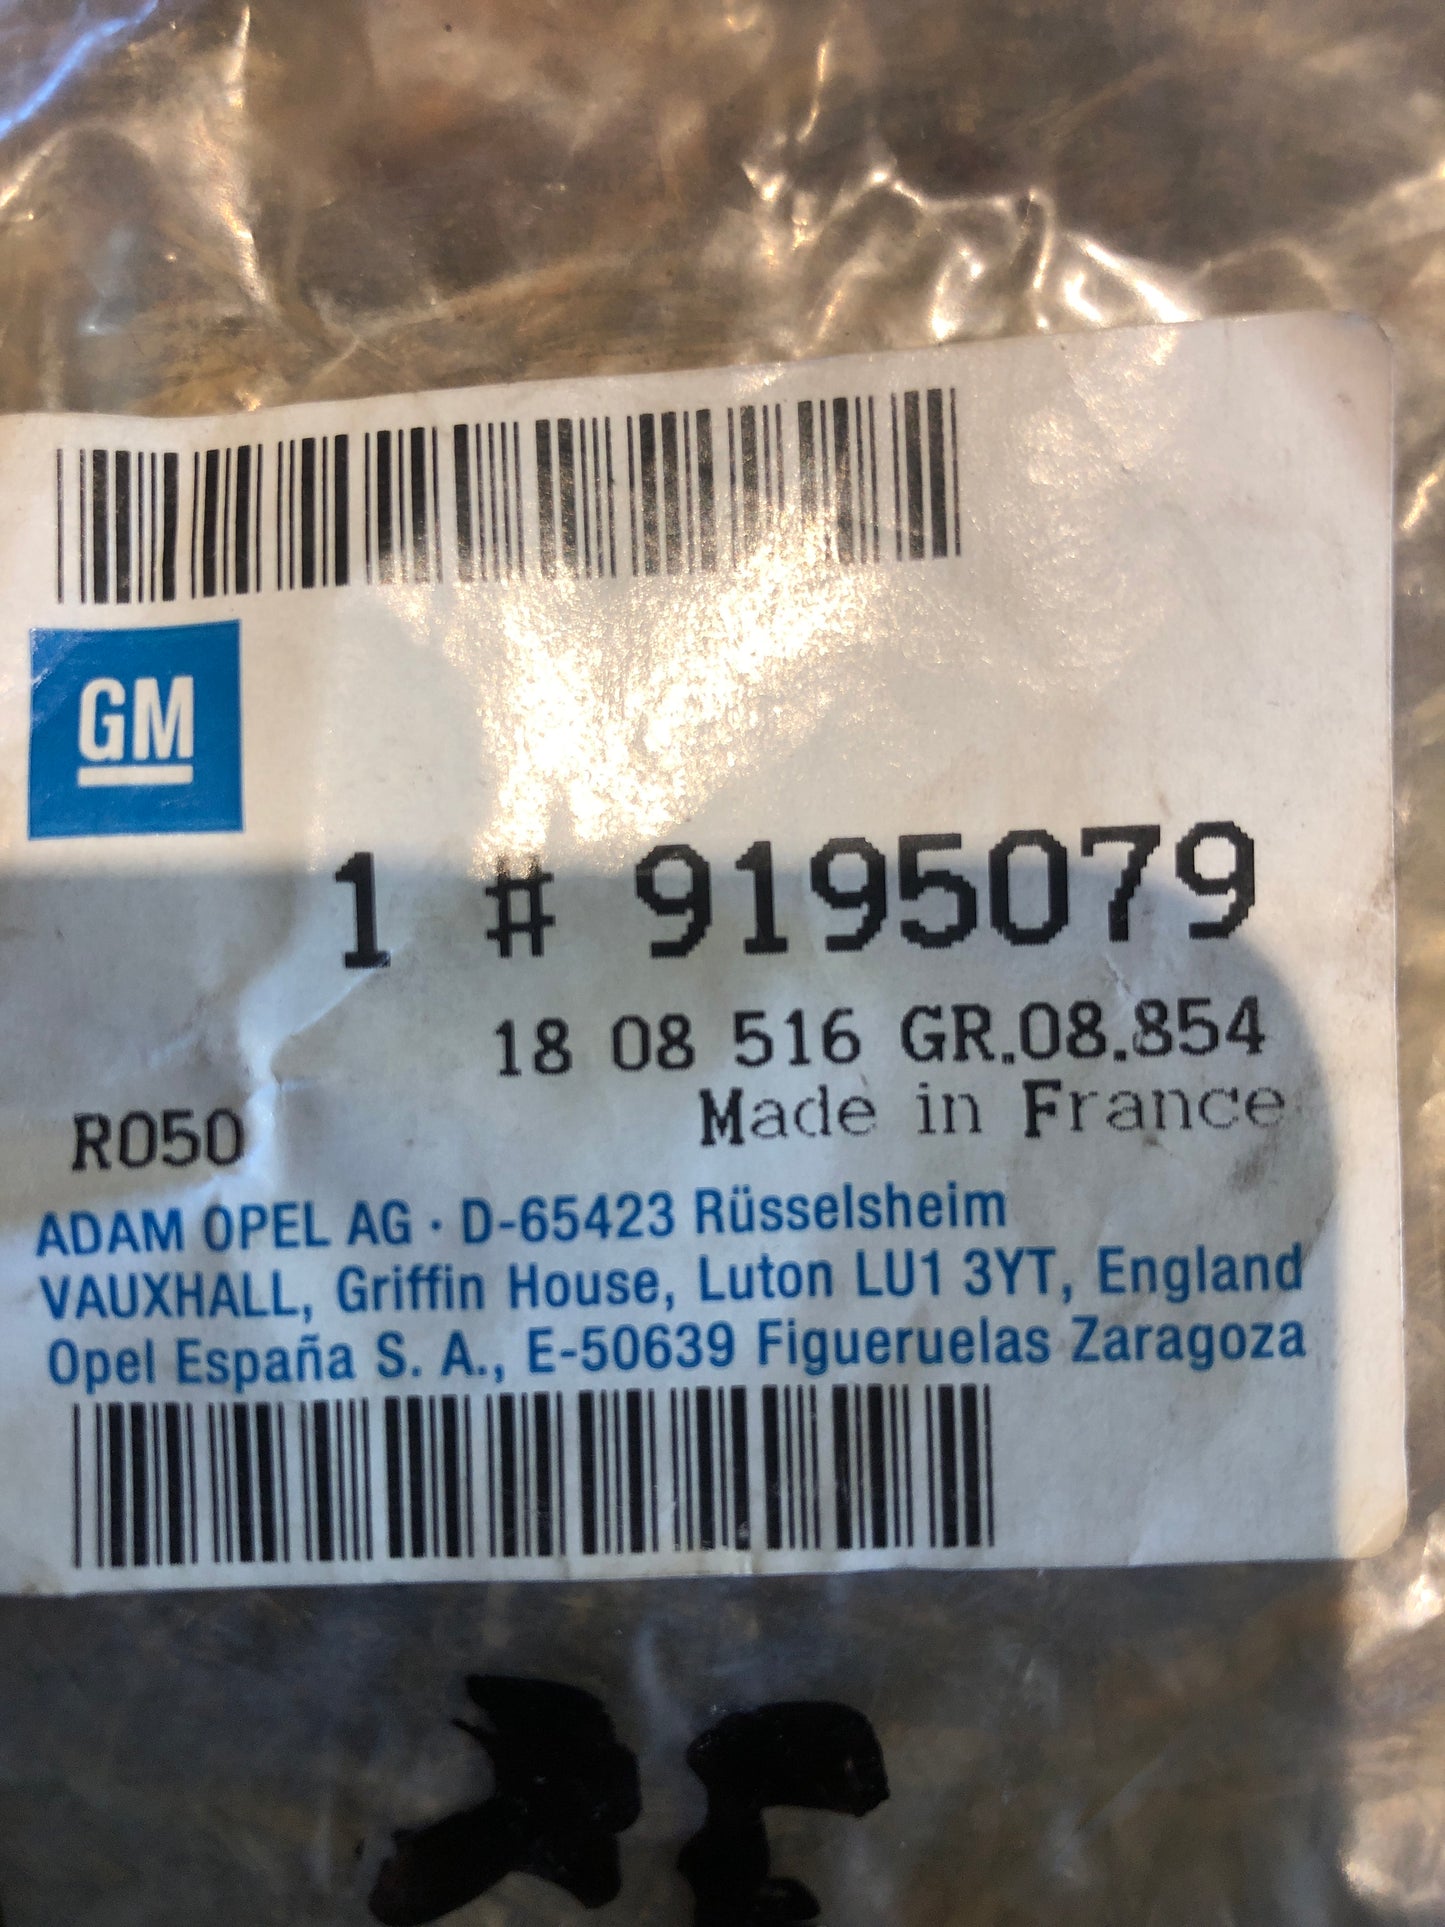 GM
1 # 9195079
18 08 516 GR.08.854
Made in France
R050
ADAM OPEL AG · D-65423 Rüsselsheim
VAUXHALL, Griffin House, Luton LU1 3YT, England
Opel España S. A., E-50639 Figueruelas Zaragoza